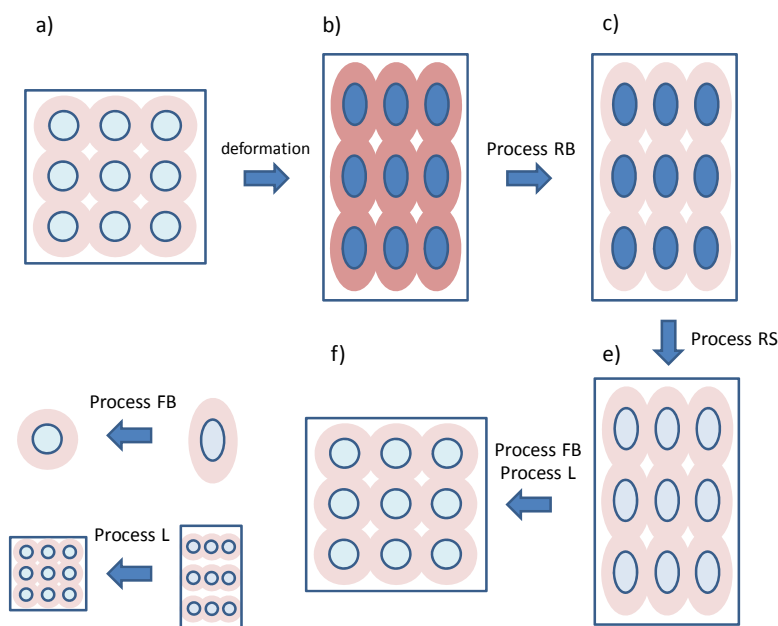 a)
b)
c)
deformation
Process RB
Process RS
f)
e)
Process FB
Process FB
Process L
Process L